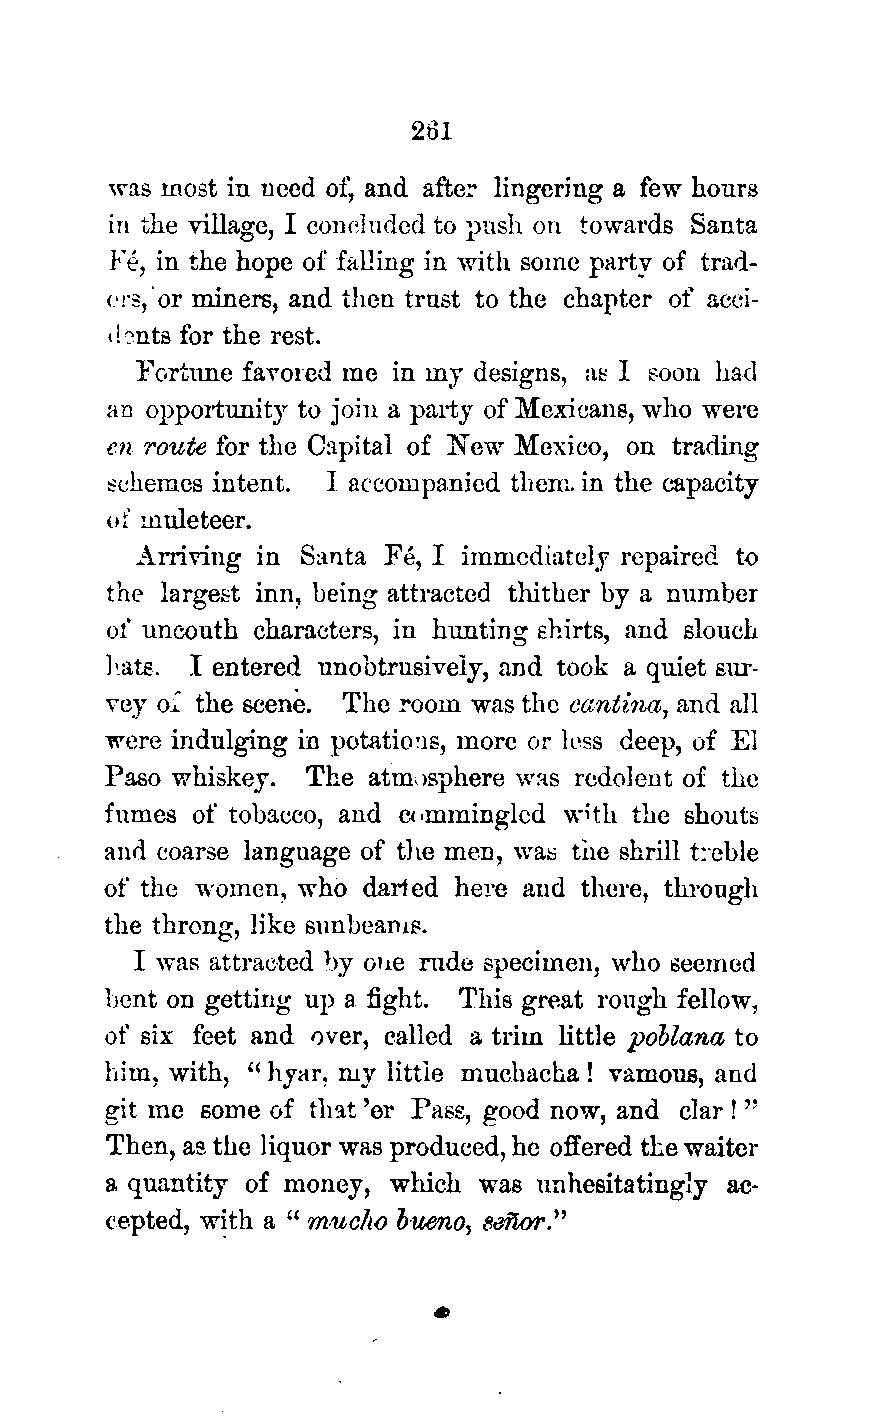 261
was most in need of, and after lingering a few hours
in the village, I concluded to push on towards Santa
Fé, in the hope of falling in with some party of trad-
ers, or miners, and then trust to the chapter of acci-
dents for the rest.
Fortune favored me in my designs, as I soon had
an opportunity to join a party of Mexicans, who were
en route for the Capital of New Mexico, on trading
schemes intent. I accompanied them in the capacity
of muleteer.
Arriving in Santa Fé, I immediately repaired to
the largest inn, being attracted thither by a number
of uncouth characters, in hunting shirts, and slouch
hats. I entered unobtrusively, and took a quiet sur-
vey of the scene. The room was the cantina, and all
were indulging in potations, more or less deep, of El
Paso whiskey. The atmosphere was redolent of the
fumes of tobacco, and commingled with the shouts
and coarse language of the men, was the shrill treble
of the women, who darted here and there, through
the throng, like sunbeams.
I was attracted by one rude specimen, who seemed
bent on getting up a fight. This great rough fellow,
of six feet and over, called a trim little poblana to
him, with, "hyar, my little muchacha! vamous, and
git me some of that 'er Pass, good now, and clar!"
Then, as the liquor was produced, he offered the waiter
a quantity of money, which was unhesitatingly ac-
cepted, with a "mucho bueno, señor."